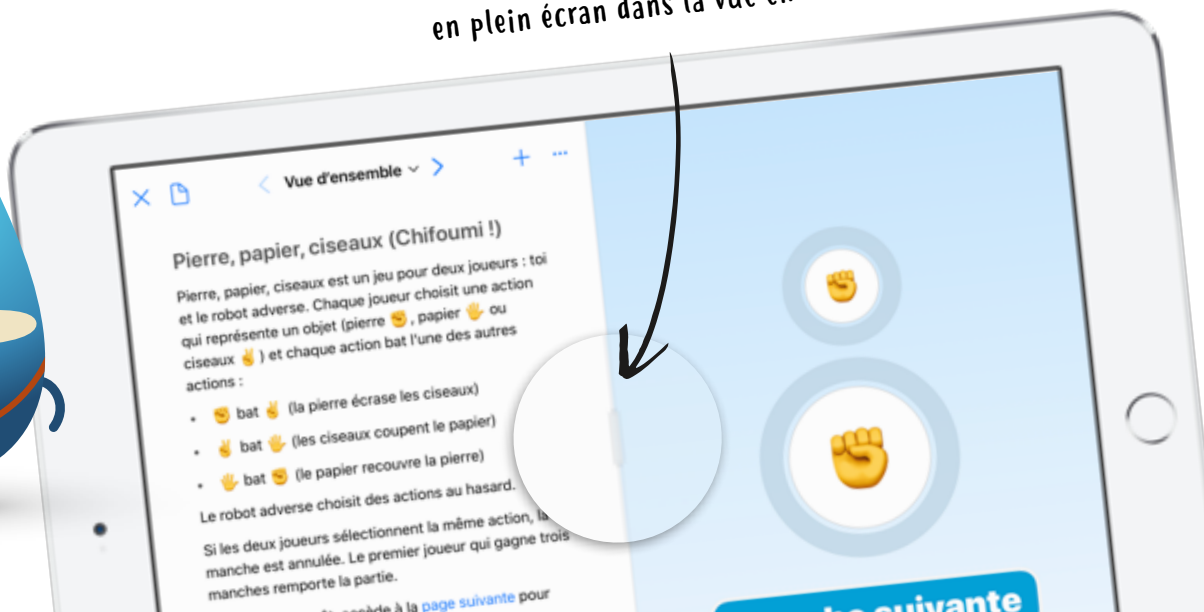 en plein écran dans la vue
Vue d'ensemble
Pierre, papier, ciseaux (Chifoumi !)
Pierre, papier, ciseaux est un jeu pour deux joueurs : toi
et le robot adverse. Chaque joueur choisit une action
qui représente un objet (pierre ✊, papier 🖐 ou
ciseaux ✌) et chaque action bat l'une des autres
actions :
• ✊ bat ✌ (la pierre écrase les ciseaux)
• ✌ bat 🖐 (les ciseaux coupent le papier)
• 🖐 bat ✊ (le papier recouvre la pierre)
Le robot adverse choisit des actions au hasard.
Si les deux joueurs sélectionnent la même action, la
manche est annulée. Le premier joueur qui gagne trois
manches remporte la partie.
accède à la page suivante pour
suivante